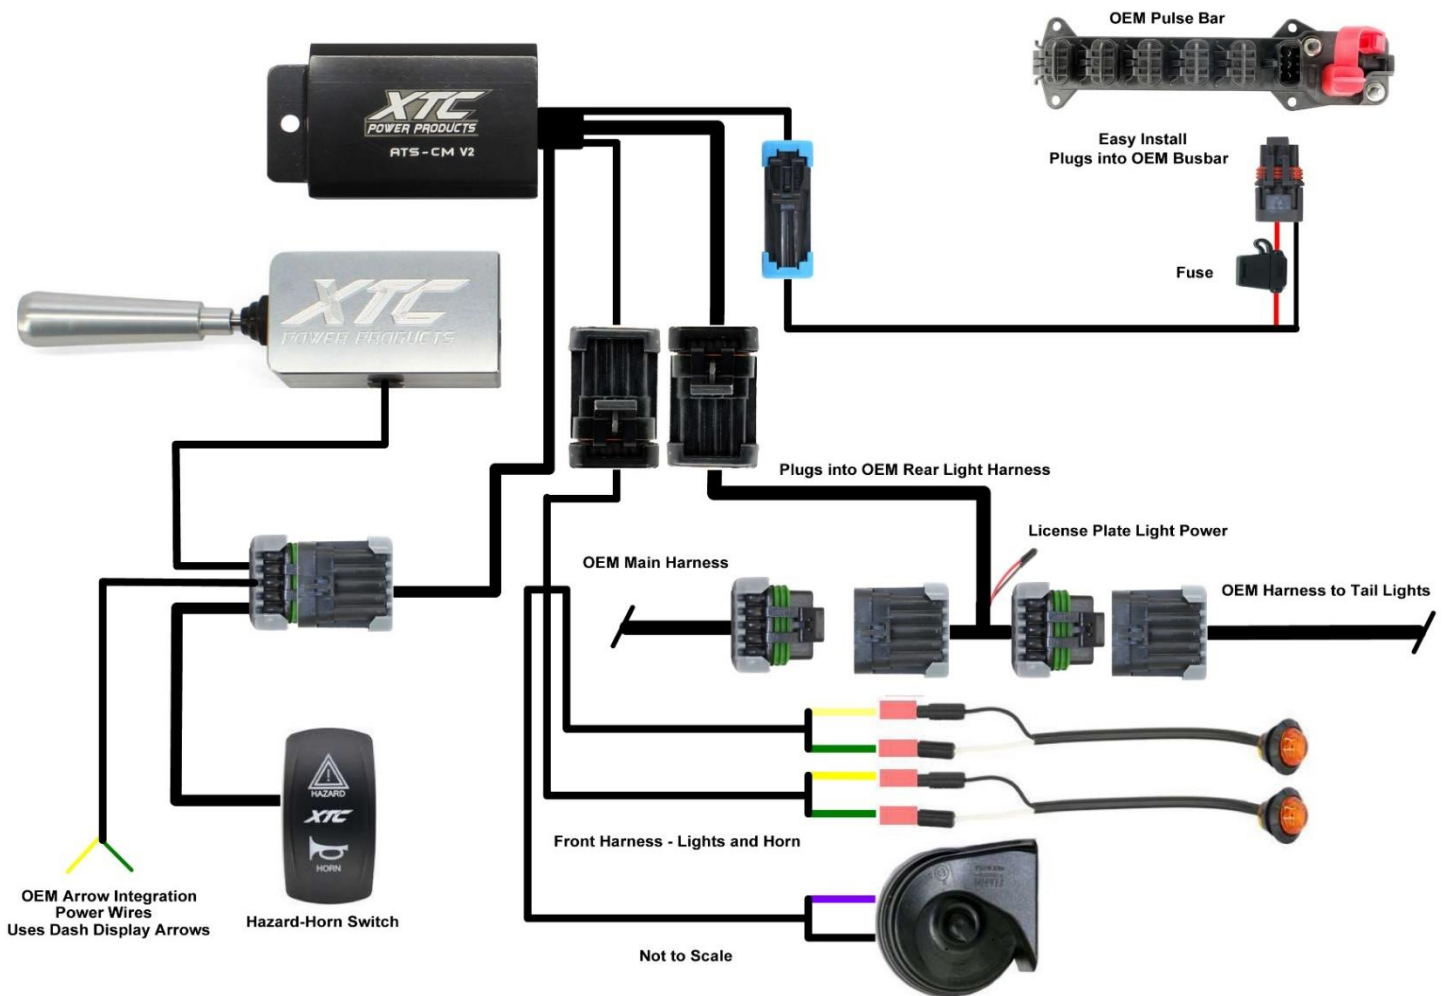 OEM Pulse Bar
XTC
POWER PRODUCTS
ATS-CM V2
Easy Install
Plugs into OEM Busbar
Fuse
XTC
POWER PRODUCTS
Plugs into OEM Rear Light Harness
License Plate Light Power
OEM Main Harness
OEM Harness to Tail Lights
HAZARD
XTC
HORN
Hazard-Horn Switch
OEM Arrow Integration
Power Wires
Uses Dash Display Arrows
Front Harness - Lights and Horn
Not to Scale